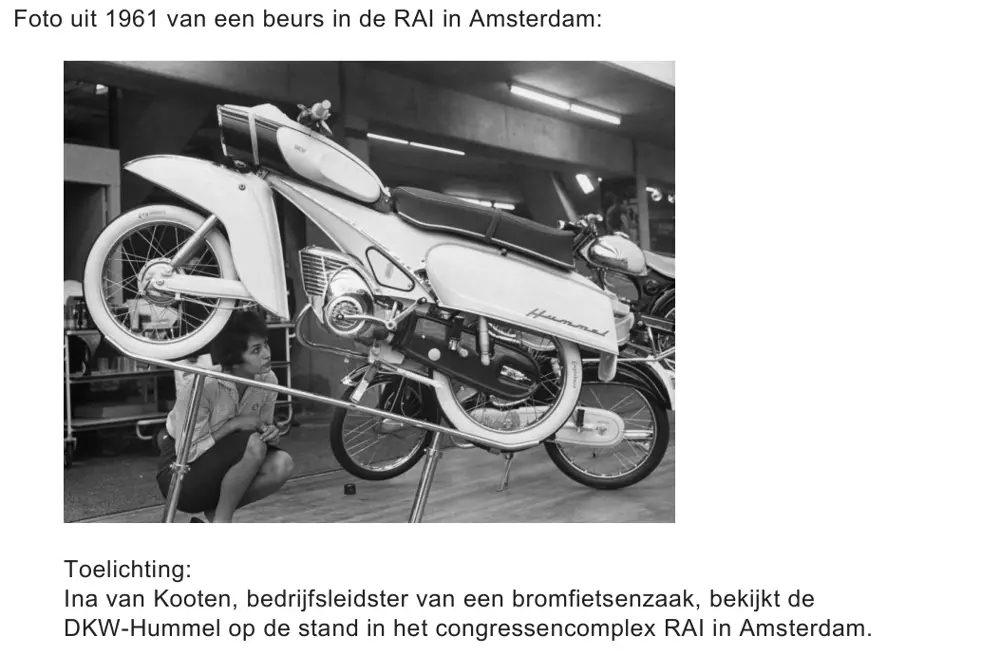 Foto uit 1961 van een beurs in de RAI in Amsterdam:
Hummel
Toelichting:
Ina van Kooten, bedrijfsleidster van een bromfietsenzaak, bekijkt de
DKW-Hummel op de stand in het congressencomplex RAI in Amsterdam.